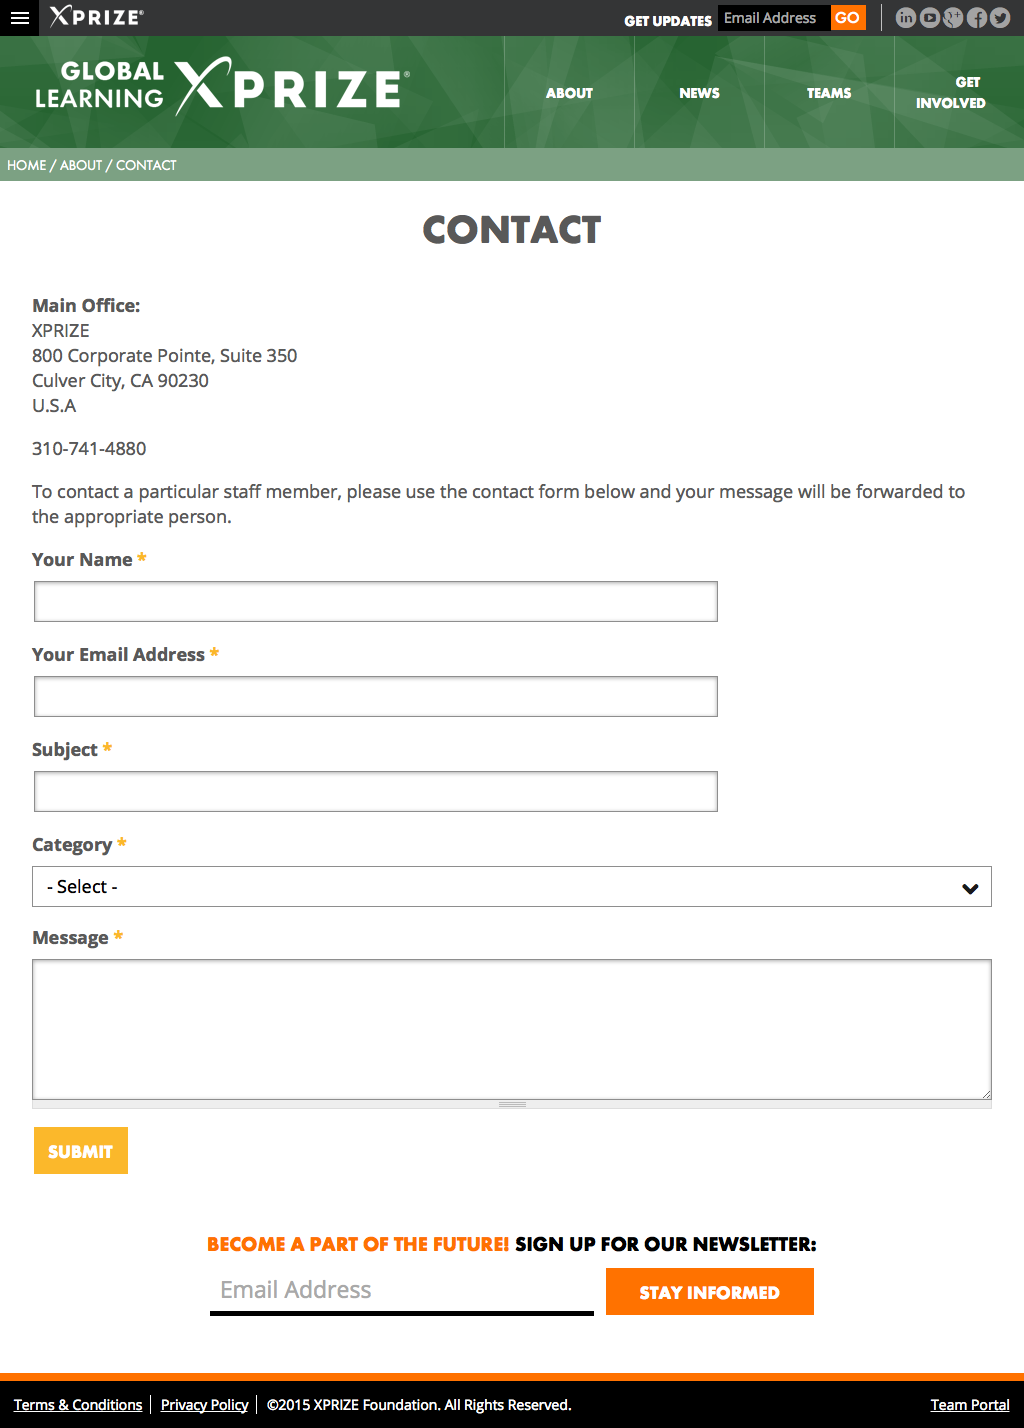 XPRIZE®
GET UPDATES Email Address GO
GLOBAL LEARNING XPRIZE®
ABOUT
NEWS
TEAMS
GET INVOLVED
HOME / ABOUT / CONTACT
CONTACT
Main Office:
XPRIZE
800 Corporate Pointe, Suite 350
Culver City, CA 90230
U.S.A
310-741-4880
To contact a particular staff member, please use the contact form below and your message will be forwarded to
the appropriate person.
Your Name *
Your Email Address *
Subject *
Category *
- Select -
Message *
SUBMIT
BECOME A PART OF THE FUTURE! SIGN UP FOR OUR NEWSLETTER:
Email Address
STAY INFORMED
Terms & Conditions | Privacy Policy | ©2015 XPRIZE Foundation. All Rights Reserved. Team Portal